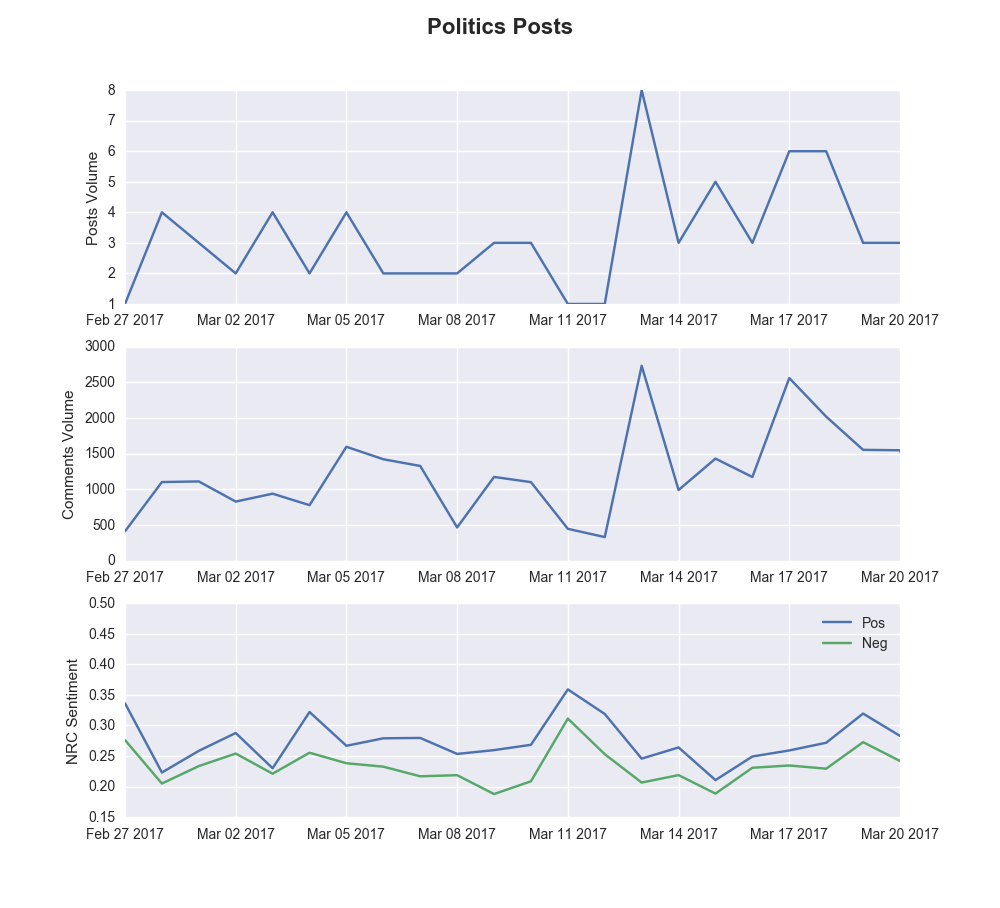 Politics Posts
8
7
6
5
4
3
2
1
Posts Volume
Feb 27 2017 Mar 02 2017 Mar 05 2017 Mar 08 2017 Mar 11 2017 Mar 14 2017 Mar 17 2017 Mar 20 2017
3000
2500
2000
1500
1000
500
0
Comments Volume
Feb 27 2017 Mar 02 2017 Mar 05 2017 Mar 08 2017 Mar 11 2017 Mar 14 2017 Mar 17 2017 Mar 20 2017
0.50
0.45
0.40
0.35
0.30
0.25
0.20
0.15
NRC Sentiment
Pos
Neg
Feb 27 2017 Mar 02 2017 Mar 05 2017 Mar 08 2017 Mar 11 2017 Mar 14 2017 Mar 17 2017 Mar 20 2017